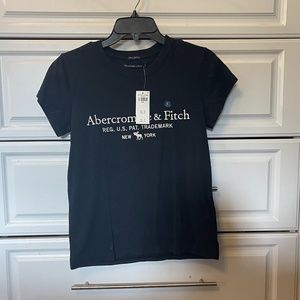 Abercrombie & Fitch
REG. U.S. PAT. TRADEMARK
NEW YORK